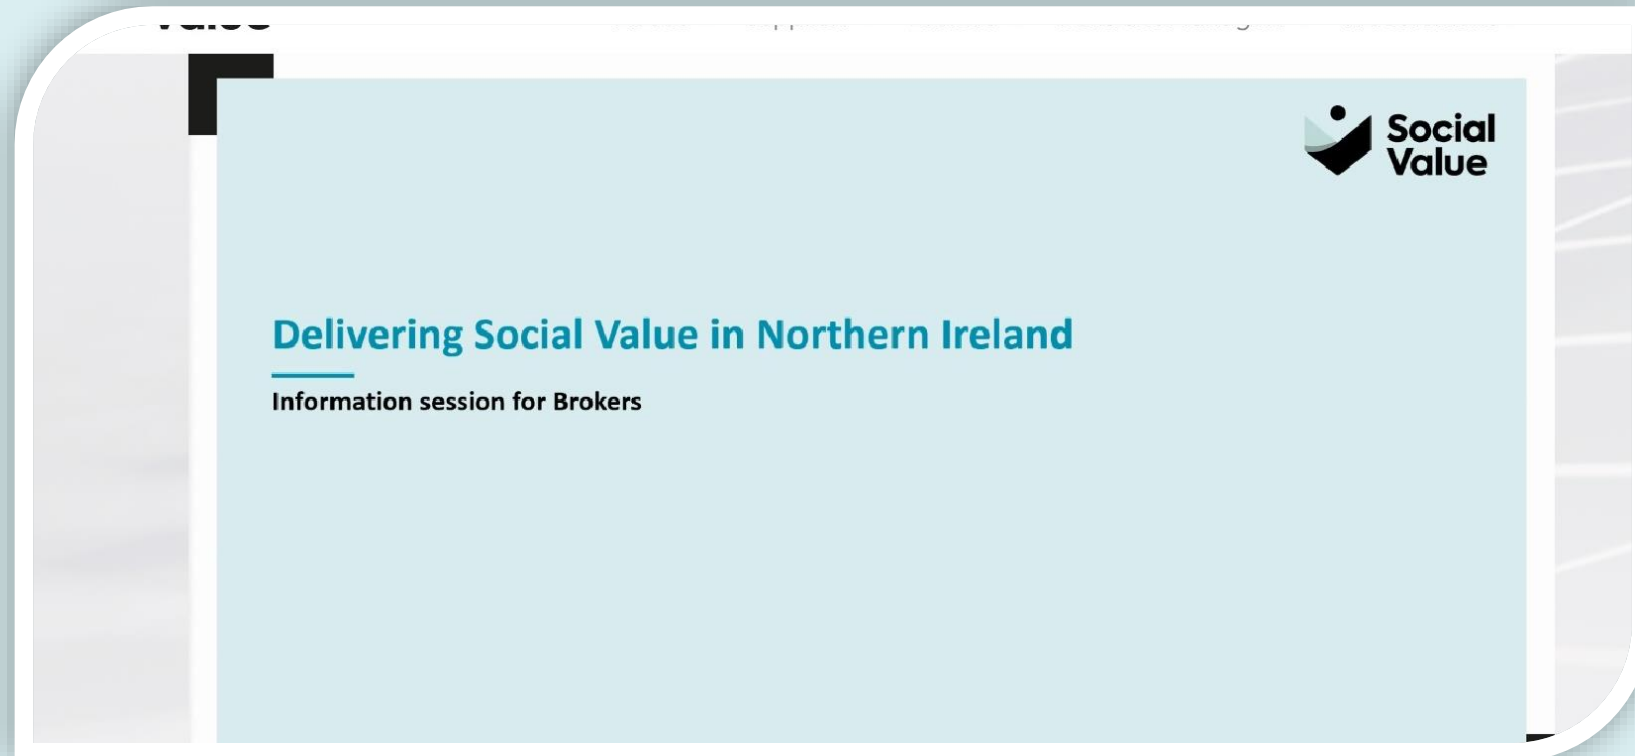 Social
Value
Delivering Social Value in Northern Ireland
Information session for Brokers